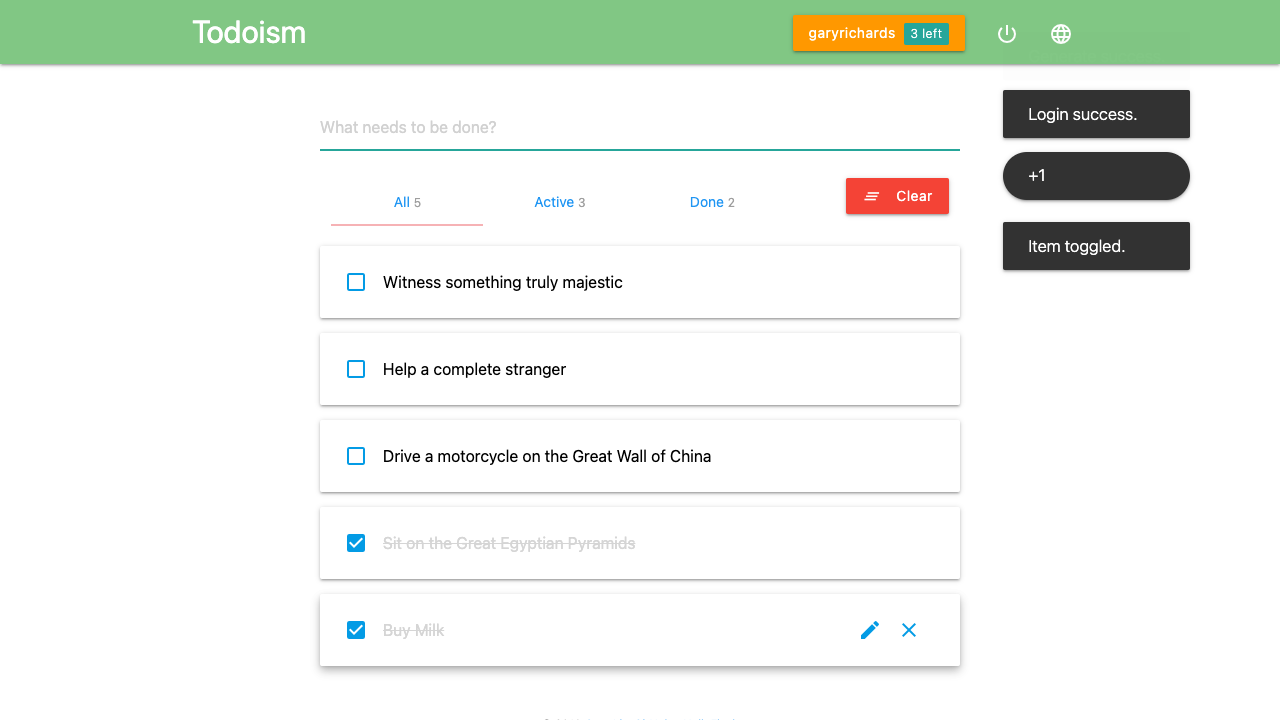 Todoism
garyrichards 3 left
Login success.
+1
Item toggled.
What needs to be done?
All 5
Active 3
Done 2
Clear
Witness something truly majestic
Help a complete stranger
Drive a motorcycle on the Great Wall of China
Sit on the Great Egyptian Pyramids
Buy Milk